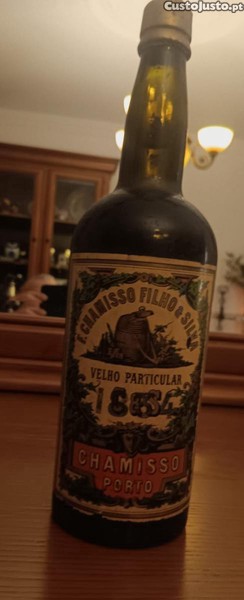 CustoJusto.pt
F. CHAMISSO FILHO & SILVA
VELHO PARTICULAR
CHAMISSO
PORTO